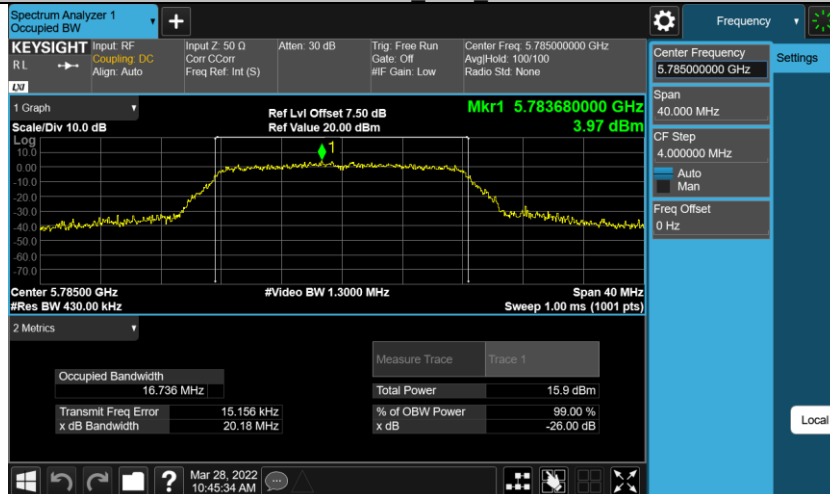 Spectrum Analyzer 1
Occupied BW
Frequency
KEYSIGHT
RL
LXI
Input: RF
Coupling: DC
Align: Auto
Input Z: 50 Ω
Corr CCorr
Freq Ref: Int (S)
Atten: 30 dB
Trig: Free Run
Gate: Off
#IF Gain: Low
Center Freq: 5.785000000 GHz
Avg|Hold: 100/100
Radio Std: None
1 Graph
Scale/Div 10.0 dB
Ref Lvl Offset 7.50 dB
Ref Value 20.00 dBm
Mkr1 5.783680000 GHz
3.97 dBm
Log
10.0
0.00
-10.0
-20.0
-30.0
-40.0
-50.0
-60.0
-70.0
1
Center 5.78500 GHz
#Video BW 1.3000 MHz
Span 40 MHz
#Res BW 430.00 kHz
Sweep 1.00 ms (1001 pts)
2 Metrics
Measure Trace Trace 1
Occupied Bandwidth
16.736 MHz
Total Power 15.9 dBm
Transmit Freq Error 15.156 kHz
% of OBW Power 99.00 %
x dB Bandwidth 20.18 MHz
x dB -26.00 dB
Mar 28, 2022
10:45:34 AM
Center Frequency
5.785000000 GHz
Settings
Span
40.000 MHz
CF Step
4.000000 MHz
Auto
Man
Freq Offset
0 Hz
Local